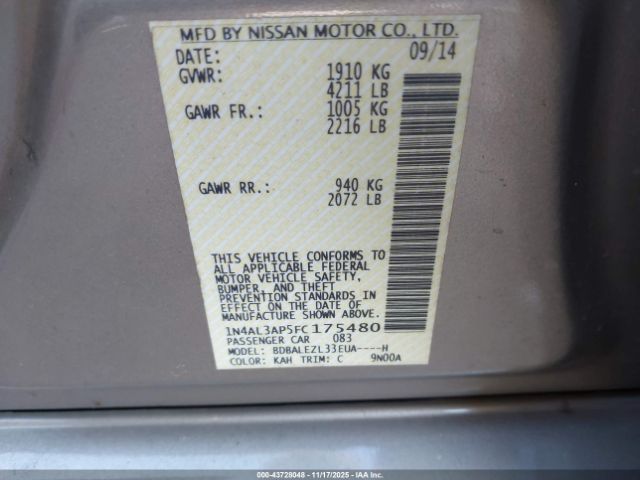 MFD BY NISSAN MOTOR CO., LTD.
DATE: 09/14
GVWR: 1910 KG
4211 LB
GAWR FR.: 1005 KG
2216 LB
GAWR RR.: 940 KG
2072 LB
THIS VEHICLE CONFORMS TO
ALL APPLICABLE FEDERAL
MOTOR VEHICLE SAFETY,
BUMPER, AND THEFT
PREVENTION STANDARDS IN
EFFECT ON THE DATE OF
MANUFACTURE SHOWN ABOVE.
1N4AL3AP5FC175480
PASSENGER CAR 083
MODEL: BDBALEZL33EUA----H
COLOR: KAH TRIM: C 9N00A
000-43728048 - 11/17/2025 - IAA, Inc.